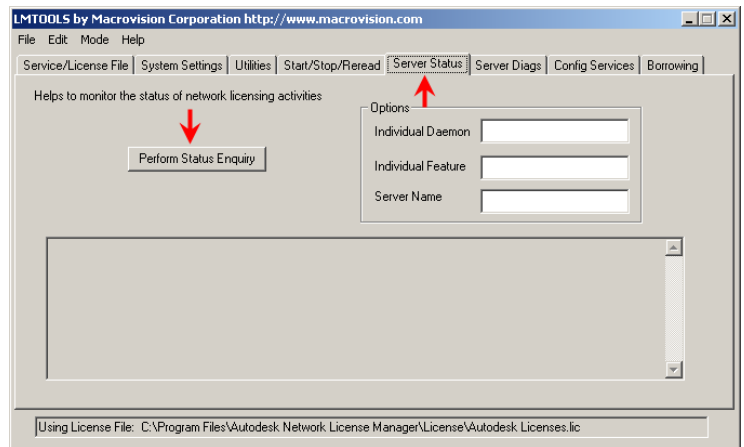 LMTOOLS by Macrovision Corporation http://www.macrovision.com
File Edit Mode Help
Service/License File System Settings Utilities Start/Stop/Reread Server Status Server Diags Config Services Borrowing
Helps to monitor the status of network licensing activities
Options
Perform Status Enquiry
Individual Daemon
Individual Feature
Server Name
Using License File: C:\Program Files\Autodesk Network License Manager\License\Autodesk Licenses.lic